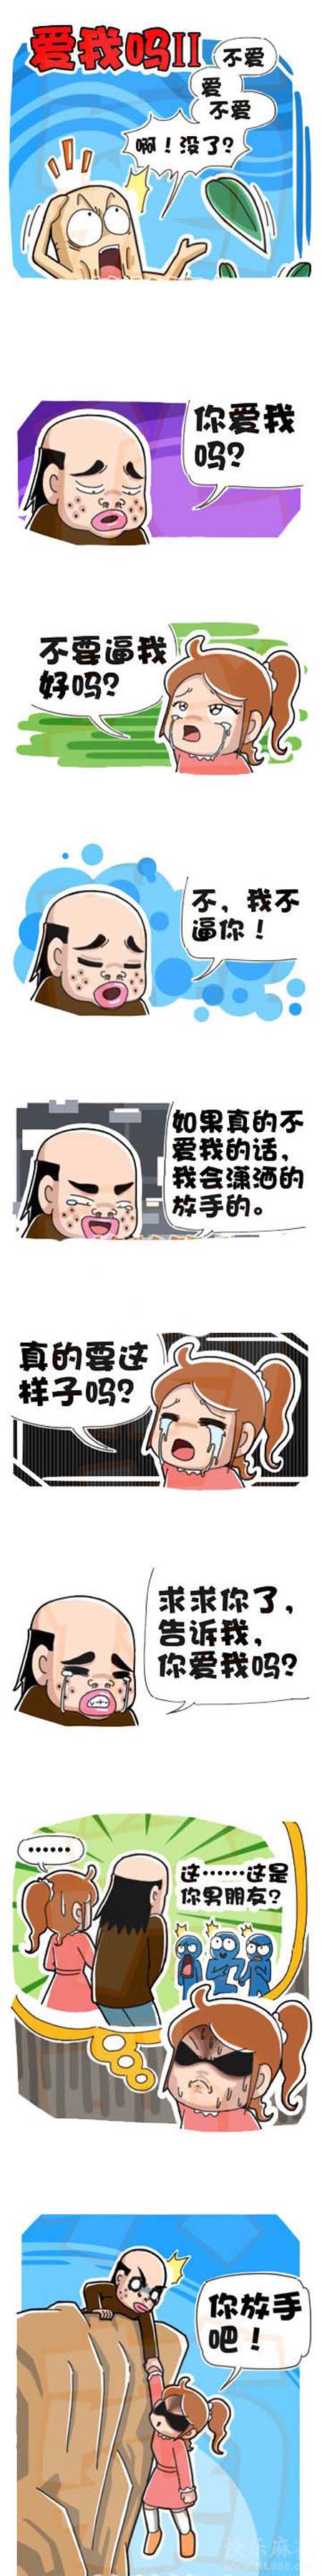 爱我吗II
不爱
爱
不爱
啊！没了？
你爱我
吗？
不要逼我
好吗？
不，我不
逼你！
如果真的不
爱我的话，
我会潇洒的
放手的。
真的要这
样子吗？
求求你了，
告诉我，
你爱我吗？
……
这……这是
你男朋友？
你放手
吧！